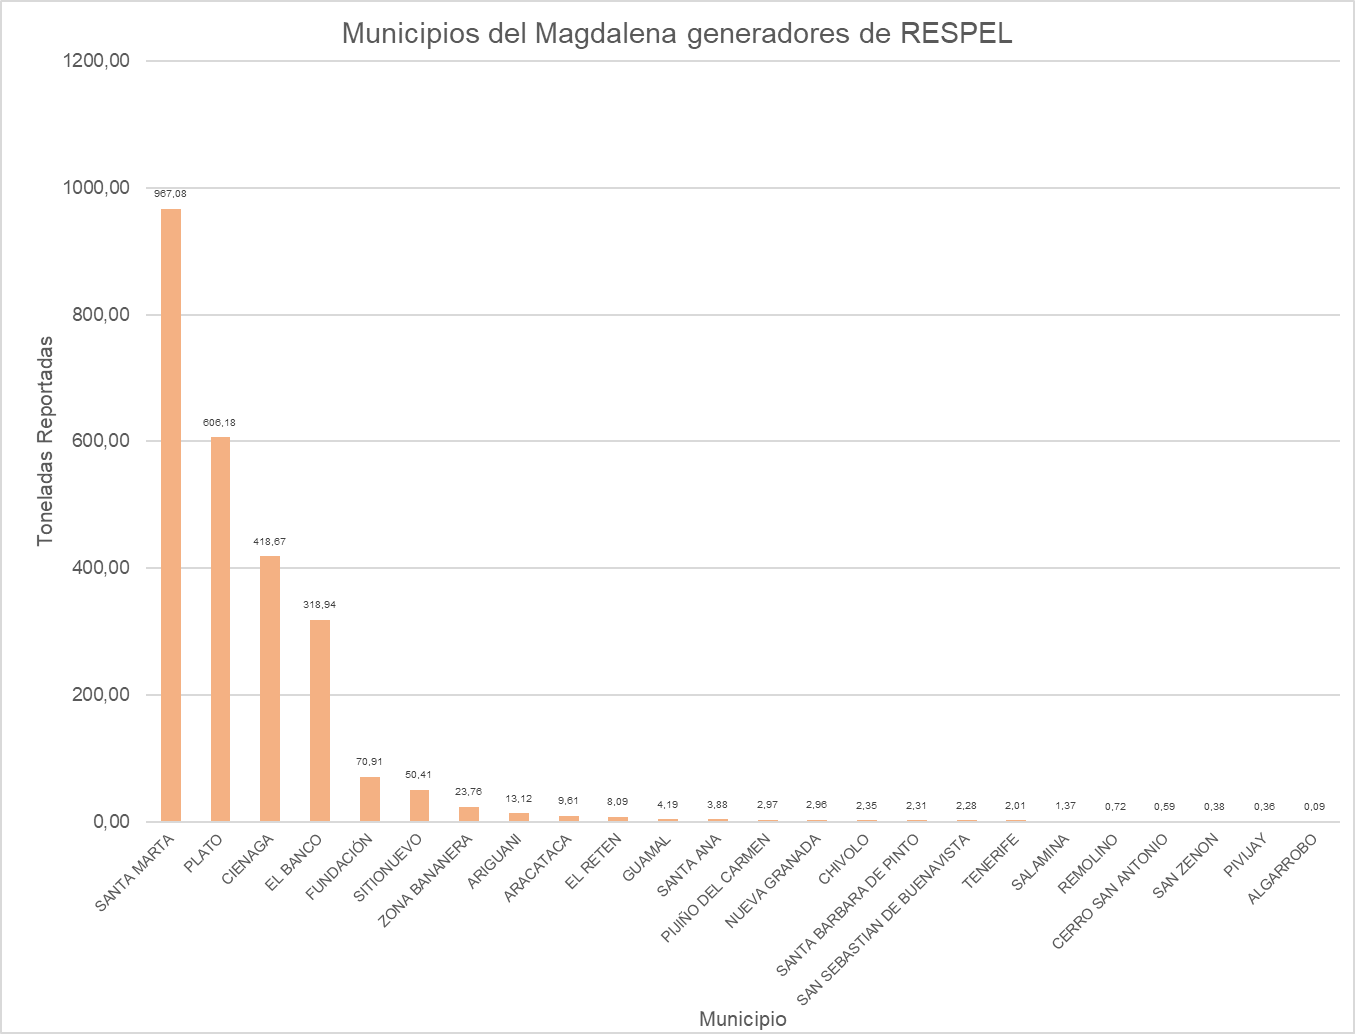 Municipios del Magdalena generadores de RESPEL
1200,00
1000,00
800,00
600,00
400,00
200,00
0,00
Toneladas Reportadas
967,08
606,18
418,67
318,94
70,91
50,41
23,76
13,12
9,61
8,09
4,19
3,88
2,97
2,96
2,35
2,31
2,28
2,01
1,37
0,72
0,59
0,38
0,36
0,09
SANTA MARTA
PLATO
CIENAGA
EL BANCO
FUNDACIÓN
SITIONUEVO
ZONA BANANERA
ARIGUANI
ARACATACA
EL RETEN
GUAMAL
SANTA ANA
PIJIÑO DEL CARMEN
NUEVA GRANADA
CHIVOLO
SANTA BARBARA DE PINTO
SAN SEBASTIAN DE BUENAVISTA
TENERIFE
SALAMINA
REMOLINO
CERRO SAN ANTONIO
SAN ZENON
PIVIJAY
ALGARROBO
Municipio